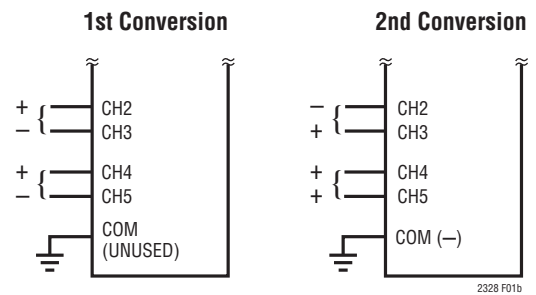 1st Conversion
+ { CH2
– CH3
+ { CH4
– CH5
COM
(UNUSED)
2nd Conversion
– { CH2
+ CH3
+ { CH4
+ CH5
COM (–)
2328 F01b